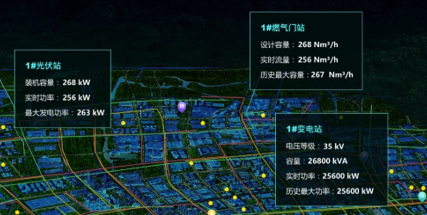 1#燃气门站
设计容量：268 Nm³/h
实时流量：256 Nm³/h
历史最大容量：267 Nm³/h
1#光伏站
装机容量：268 kW
实时功率：256 kW
最大发电功率：263 kW
1#变电站
电压等级：35 kV
容量：26800 kVA
实时功率：25600 kW
历史最大功率：25600 kW